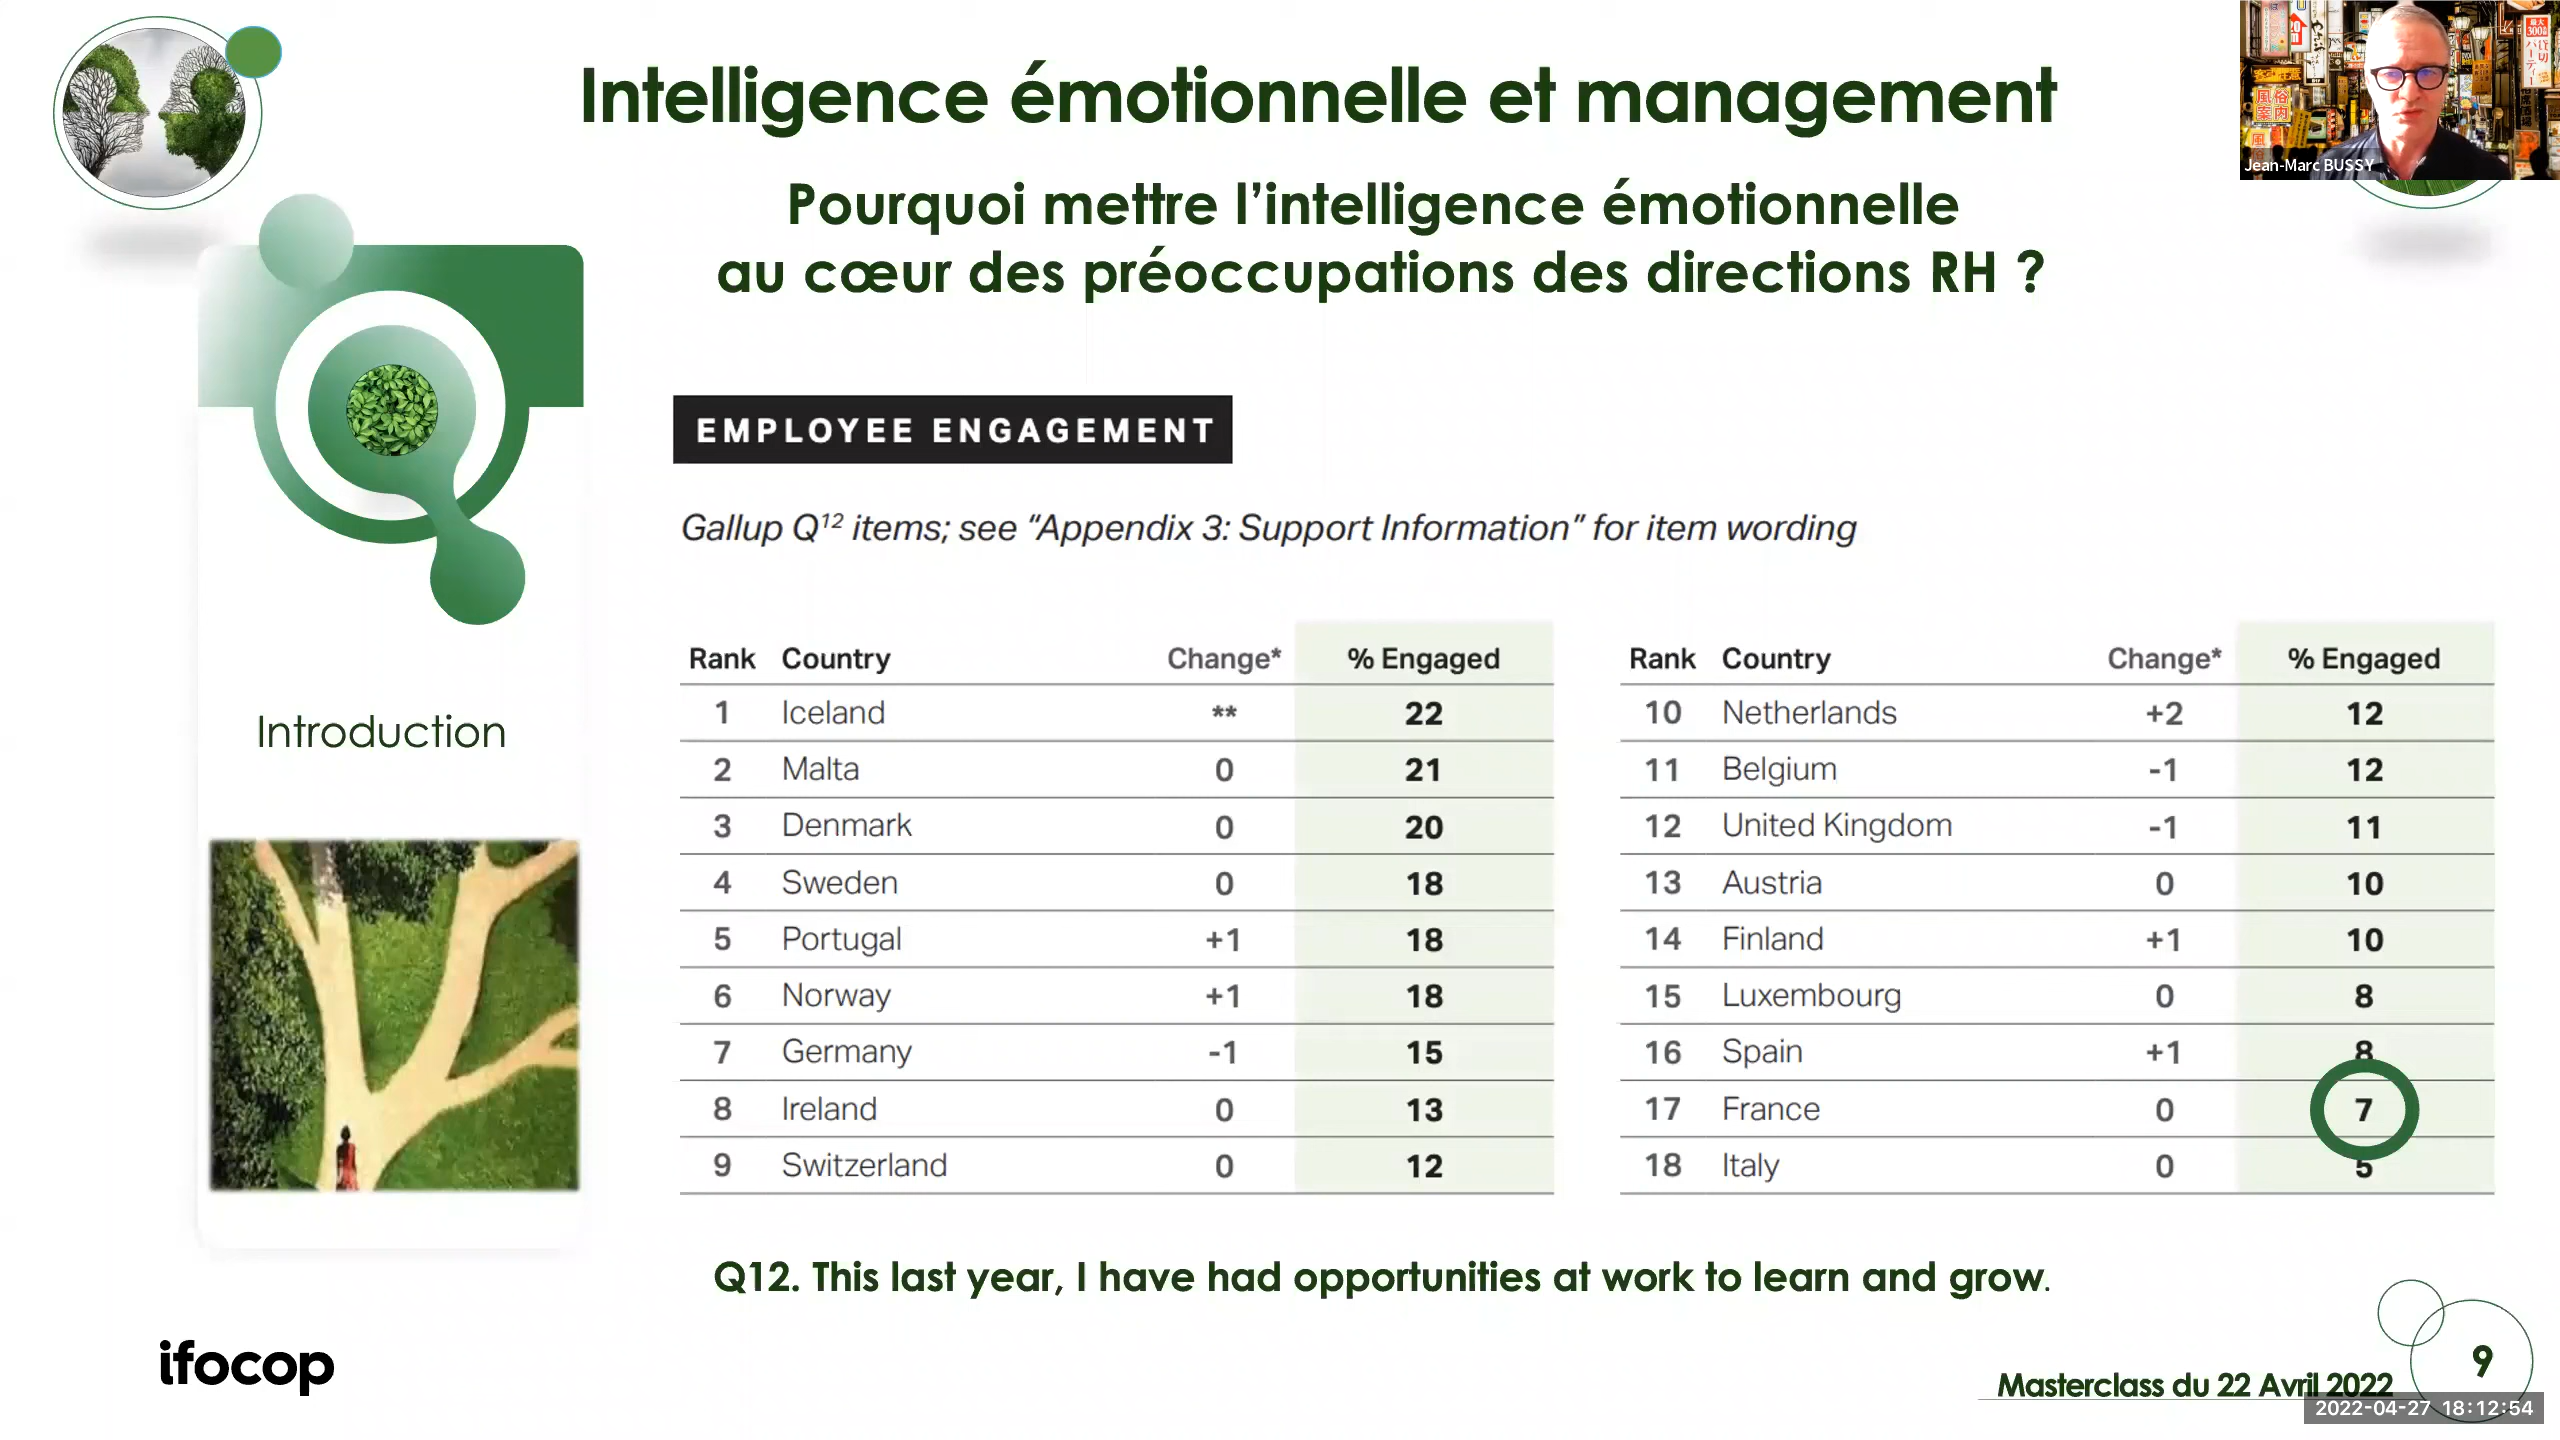 Intelligence émotionnelle et management
Jean-Marc BUSSY
Pourquoi mettre l’intelligence émotionnelle
au cœur des préoccupations des directions RH ?
EMPLOYEE ENGAGEMENT
Gallup Q12 items; see “Appendix 3: Support Information” for item wording
Introduction
Rank Country Change* % Engaged
1 Iceland ** 22
2 Malta 0 21
3 Denmark 0 20
4 Sweden 0 18
5 Portugal +1 18
6 Norway +1 18
7 Germany -1 15
8 Ireland 0 13
9 Switzerland 0 12
Rank Country Change* % Engaged
10 Netherlands +2 12
11 Belgium -1 12
12 United Kingdom -1 11
13 Austria 0 10
14 Finland +1 10
15 Luxembourg 0 8
16 Spain +1 8
17 France 0 7
18 Italy 0 5
Q12. This last year, I have had opportunities at work to learn and grow.
ifocop
Masterclass du 22 Avril 2022
9
2022-04-27 18:12:54